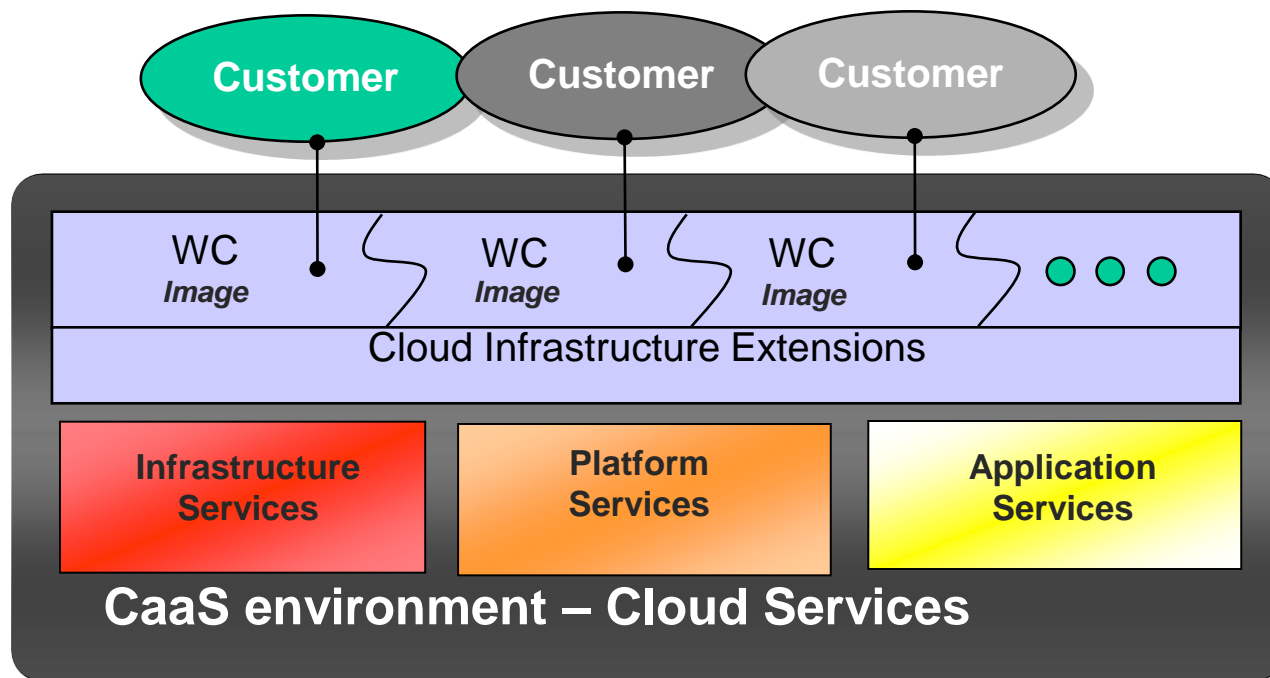 Customer
Customer
Customer
WC
Image
WC
Image
WC
Image
Cloud Infrastructure Extensions
Infrastructure
Services
Platform
Services
Application
Services
CaaS environment – Cloud Services